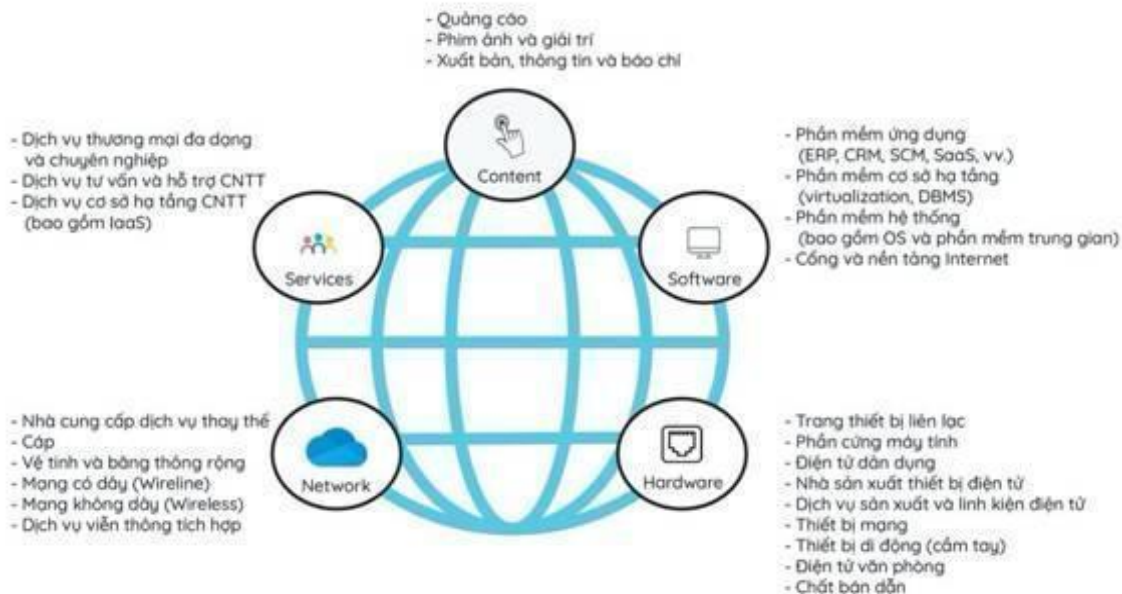 - Quảng cáo
- Phim ảnh và giải trí
- Xuất bản, thông tin và báo chí
Content
- Dịch vụ thương mại đa dạng
và chuyên nghiệp
- Dịch vụ tư vấn và hỗ trợ CNTT
- Dịch vụ cơ sở hạ tầng CNTT
(bao gồm IaaS)
Services
- Phần mềm ứng dụng
(ERP, CRM, SCM, SaaS, vv.)
- Phần mềm cơ sở hạ tầng
(virtualization, DBMS)
- Phần mềm hệ thống
(bao gồm OS và phần mềm trung gian)
- Cổng và nền tảng Internet
Software
- Nhà cung cấp dịch vụ thay thế
- Cáp
- Vệ tinh và băng thông rộng
- Mạng có dây (Wireline)
- Mạng không dây (Wireless)
- Dịch vụ viễn thông tích hợp
Network
- Trang thiết bị liên lạc
- Phần cứng máy tính
- Điện tử dân dụng
- Nhà sản xuất thiết bị điện tử
- Dịch vụ sản xuất và linh kiện điện tử
- Thiết bị mạng
- Thiết bị di động (cầm tay)
- Điện tử văn phòng
- Chất bán dẫn
Hardware